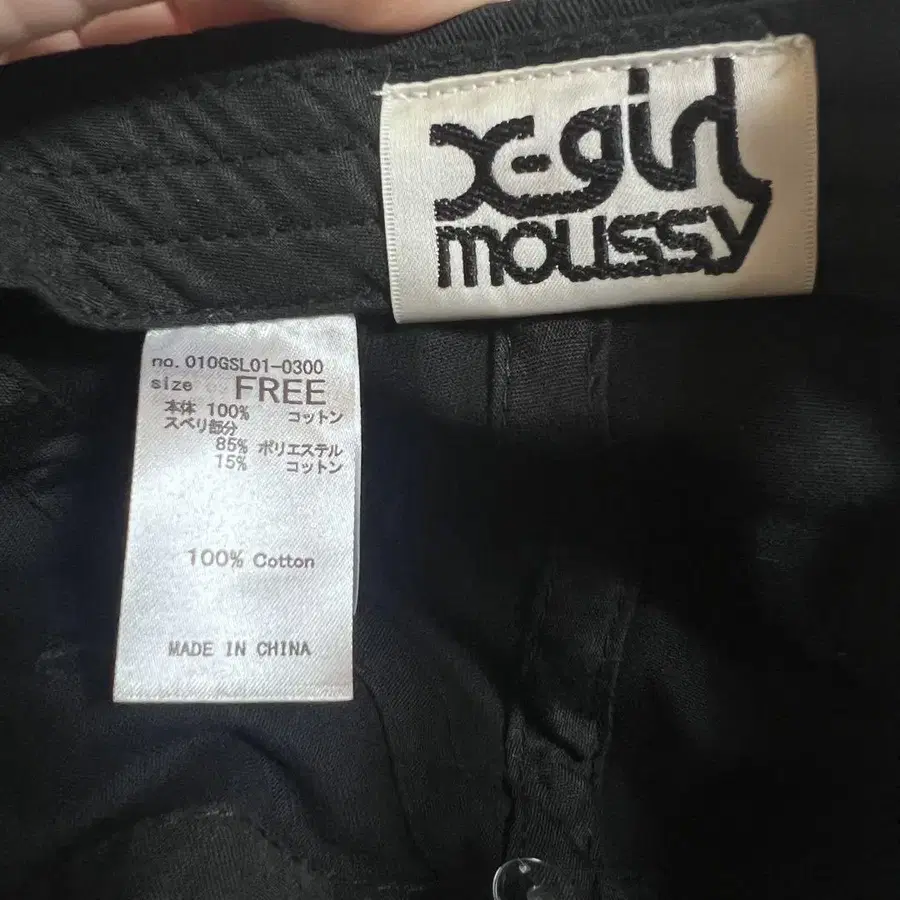 x-girl
moussy
no. 010GSL01-0300
size FREE
本体 100% コットン
スベリ部分
85% ポリエステル
15% コットン
100% Cotton
MADE IN CHINA